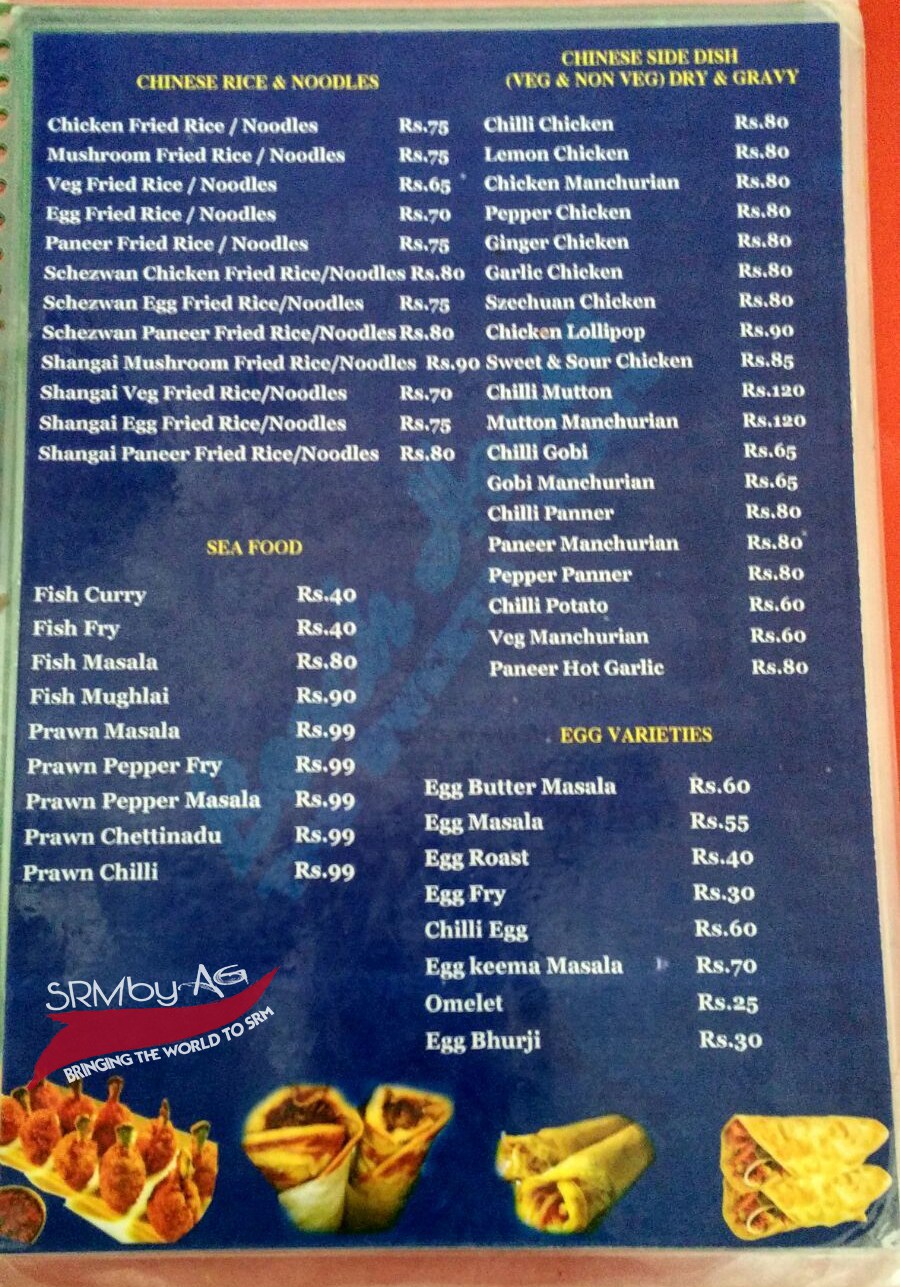 CHINESE RICE & NOODLES
Chicken Fried Rice / Noodles Rs.75
Mushroom Fried Rice / Noodles Rs.75
Veg Fried Rice / Noodles Rs.65
Egg Fried Rice / Noodles Rs.70
Paneer Fried Rice / Noodles Rs.75
Schezwan Chicken Fried Rice/Noodles Rs.80
Schezwan Egg Fried Rice/Noodles Rs.75
Schezwan Paneer Fried Rice/Noodles Rs.80
Shangai Mushroom Fried Rice/Noodles Rs.90
Shangai Veg Fried Rice/Noodles Rs.70
Shangai Egg Fried Rice/Noodles Rs.75
Shangai Paneer Fried Rice/Noodles Rs.80
SEA FOOD
Fish Curry Rs.40
Fish Fry Rs.40
Fish Masala Rs.80
Fish Mughlai Rs.90
Prawn Masala Rs.99
Prawn Pepper Fry Rs.99
Prawn Pepper Masala Rs.99
Prawn Chettinadu Rs.99
Prawn Chilli Rs.99
CHINESE SIDE DISH
(VEG & NON VEG) DRY & GRAVY
Chilli Chicken Rs.80
Lemon Chicken Rs.80
Chicken Manchurian Rs.80
Pepper Chicken Rs.80
Ginger Chicken Rs.80
Garlic Chicken Rs.80
Szechuan Chicken Rs.80
Chicken Lollipop Rs.90
Sweet & Sour Chicken Rs.85
Chilli Mutton Rs.120
Mutton Manchurian Rs.120
Chilli Gobi Rs.65
Gobi Manchurian Rs.65
Chilli Panner Rs.80
Paneer Manchurian Rs.80
Pepper Panner Rs.80
Chilli Potato Rs.60
Veg Manchurian Rs.60
Paneer Hot Garlic Rs.80
EGG VARIETIES
Egg Butter Masala Rs.60
Egg Masala Rs.55
Egg Roast Rs.40
Egg Fry Rs.30
Chilli Egg Rs.60
Egg keema Masala Rs.70
Omelet Rs.25
Egg Bhurji Rs.30
SRMby AG
BRINGING THE WORLD TO SRM